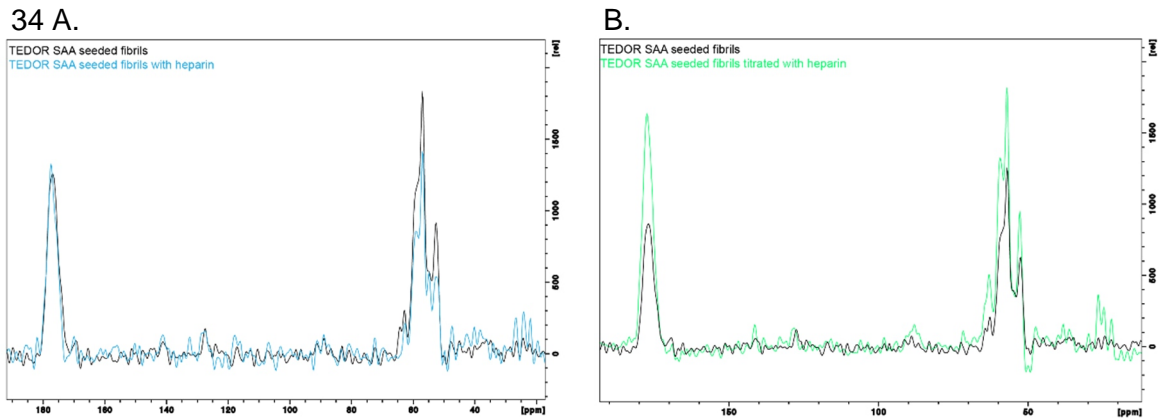 34 A.
TEDOR SAA seeded fibrils
TEDOR SAA seeded fibrils with heparin
[rel]
1500
1000
500
0
180 160 140 120 100 80 60 40 [ppm]
B.
TEDOR SAA seeded fibrils
TEDOR SAA seeded fibrils titrated with heparin
[rel]
1500
1000
500
0
150 100 50 [ppm]